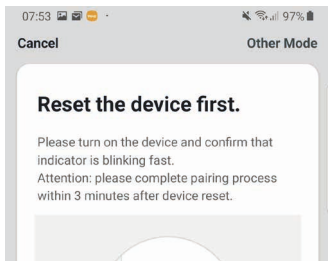 07:53 97%
Cancel Other Mode
Reset the device first.
Please turn on the device and confirm that
indicator is blinking fast.
Attention: please complete pairing process
within 3 minutes after device reset.